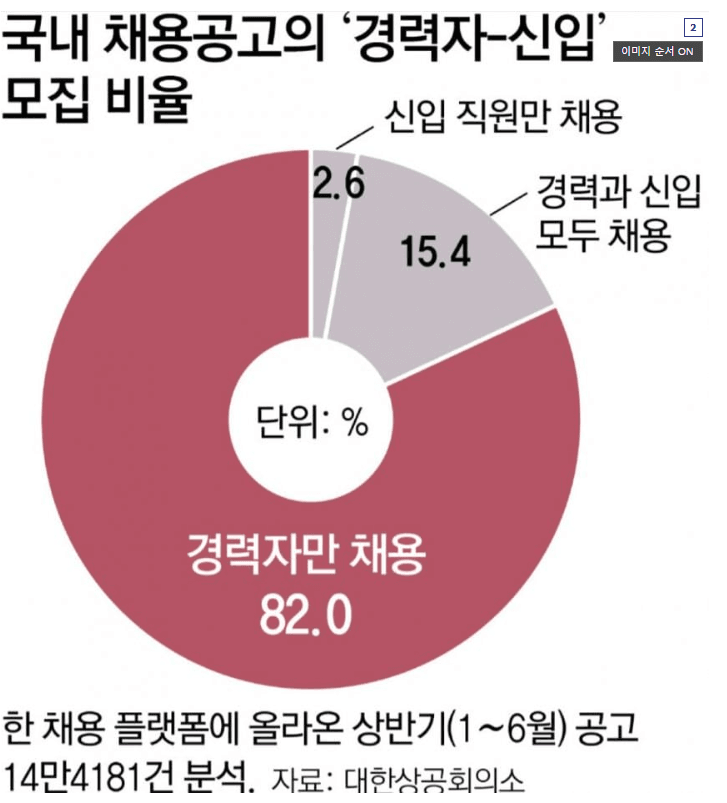 국내 채용공고의 ‘경력자-신입’
모집 비율
2
이미지 순서 ON
신입 직원만 채용
2.6
경력과 신입
모두 채용
15.4
단위: %
경력자만 채용
82.0
한 채용 플랫폼에 올라온 상반기(1~6월) 공고
14만4181건 분석. 자료: 대한상공회의소